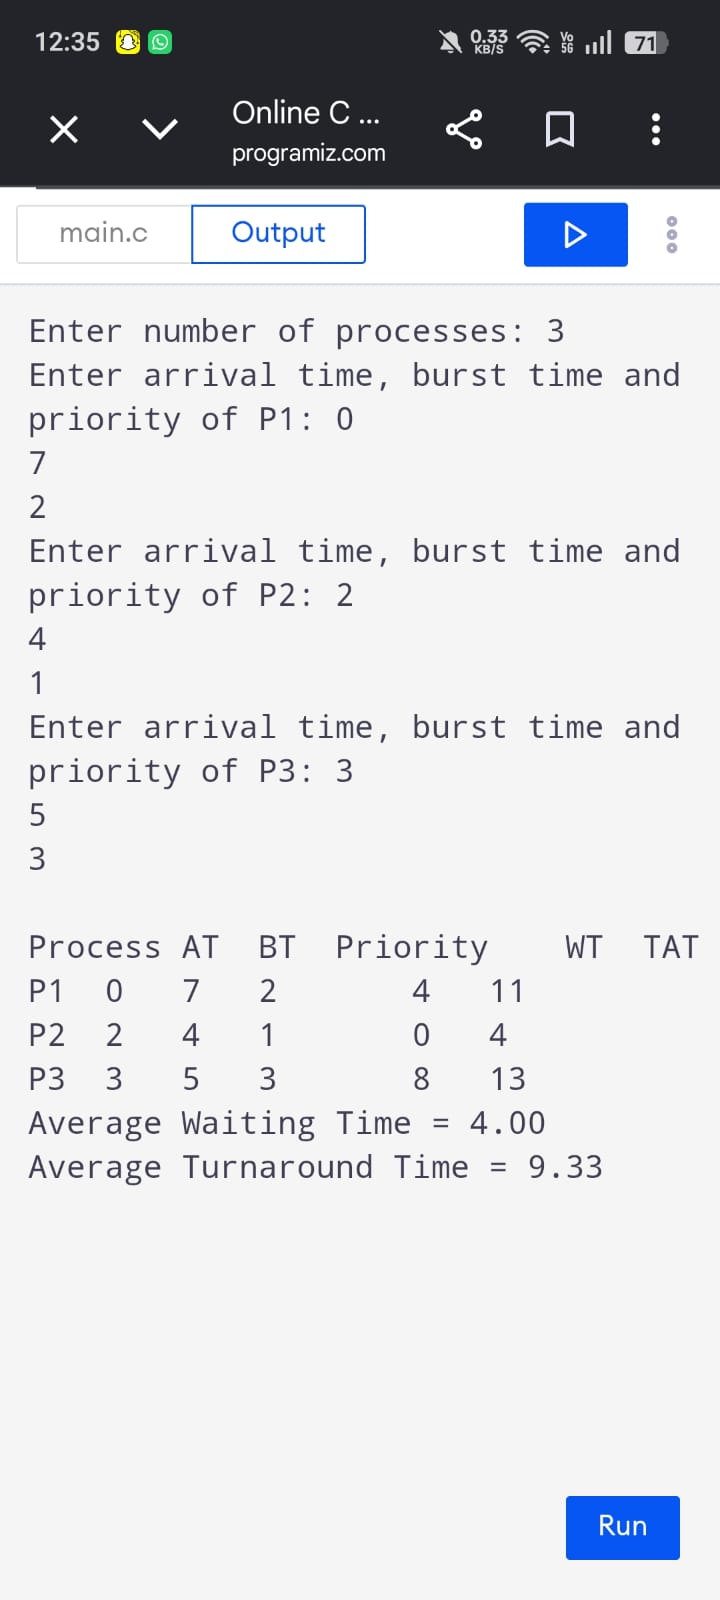 12:35 0.33 KB/S Vo 5G 71
Online C ...
programiz.com
main.c Output
Enter number of processes: 3
Enter arrival time, burst time and
priority of P1: 0
7
2
Enter arrival time, burst time and
priority of P2: 2
4
1
Enter arrival time, burst time and
priority of P3: 3
5
3
Process AT BT Priority WT TAT
P1 0 7 2 4 11
P2 2 4 1 0 4
P3 3 5 3 8 13
Average Waiting Time = 4.00
Average Turnaround Time = 9.33
Run